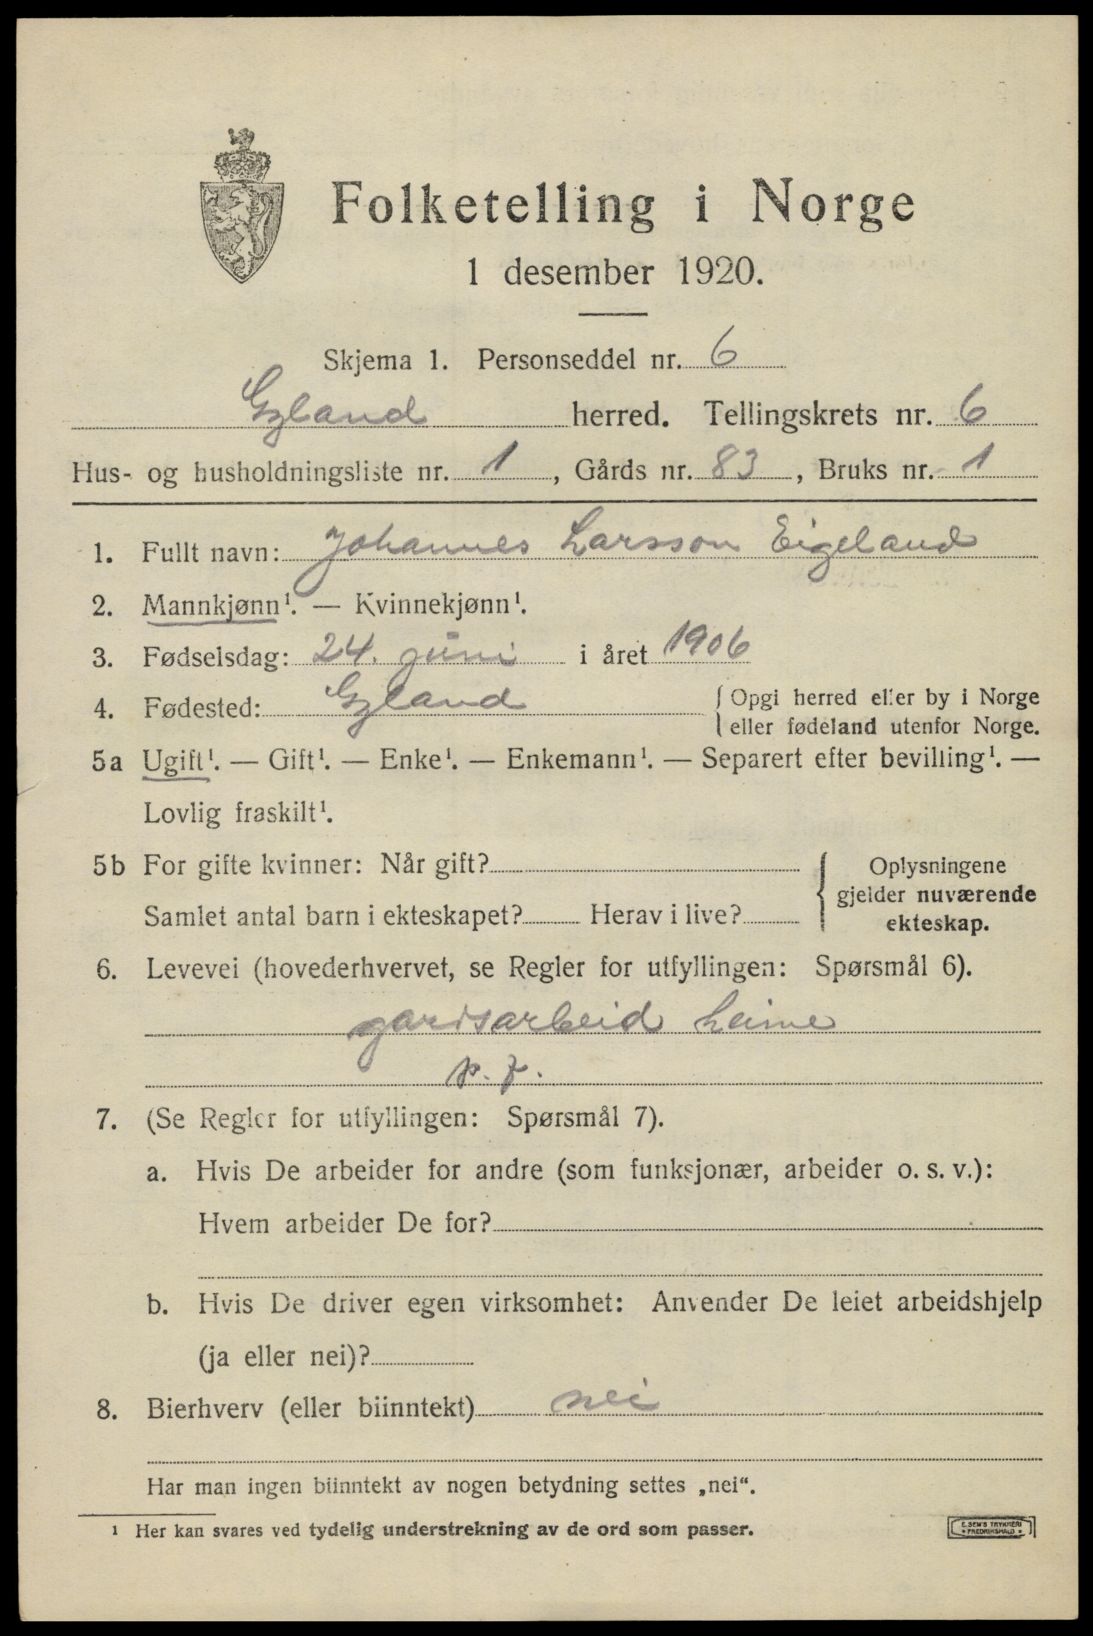 Folketelling i Norge
1 desember 1920.
Skjema 1. Personseddel nr. 6
Gyland herred. Tellingskrets nr. 6
Hus- og husholdningsliste nr. 1, Gårds nr. 83, Bruks nr. 1
1. Fullt navn: Johannes Larsson Eigeland
2. Mannkjønn¹. — Kvinnekjønn¹.
3. Fødselsdag: 24. juni i året 1906
4. Fødested: Gyland { Opgi herred eller by i Norge
eller fødeland utenfor Norge.
5a Ugift¹. — Gift¹. — Enke¹. — Enkemann¹. — Separert efter bevilling¹. —
Lovlig fraskilt¹.
5b For gifte kvinner: Når gift?
Samlet antal barn i ekteskapet? Herav i live?
{ Oplysningene
gjelder nuværende
ekteskap.
6. Levevei (hovederhvervet, se Regler for utfyllingen: Spørsmål 6).
gardsarbeid heime
p. f.
7. (Se Regler for utfyllingen: Spørsmål 7).
a. Hvis De arbeider for andre (som funksjonær, arbeider o. s. v.):
Hvem arbeider De for?
b. Hvis De driver egen virksomhet: Anvender De leiet arbeidshjelp
(ja eller nei)?
8. Bierhverv (eller biinntekt) nei
Har man ingen biinntekt av nogen betydning settes „nei“.
¹ Her kan svares ved tydelig understrekning av de ord som passer.
E. SEM'S TRYKKERI
* FREDRIKSHALD *